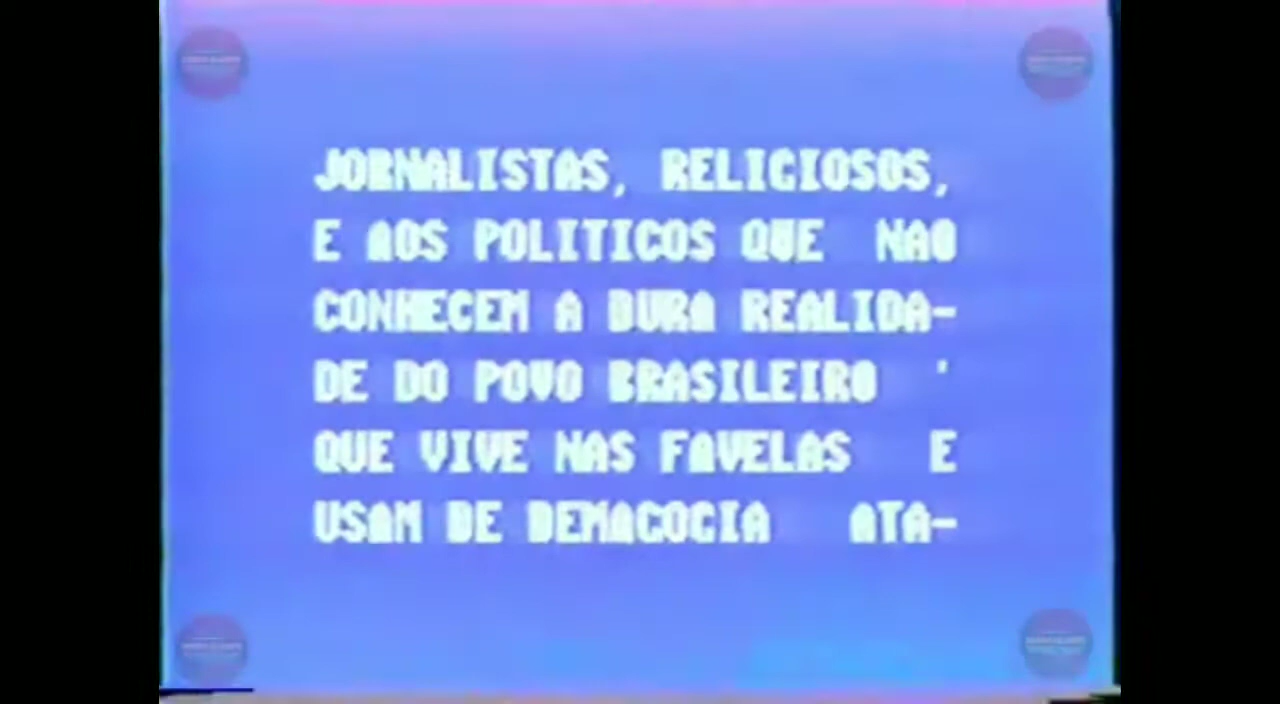 JORNALISTAS, RELIGIOSOS,
E AOS POLITICOS QUE NAO
CONHECEM A DURA REALIDA-
DE DO POVO BRASILEIRO '
QUE VIVE NAS FAVELAS E
USAM DE DEMAGOGIA ATA-